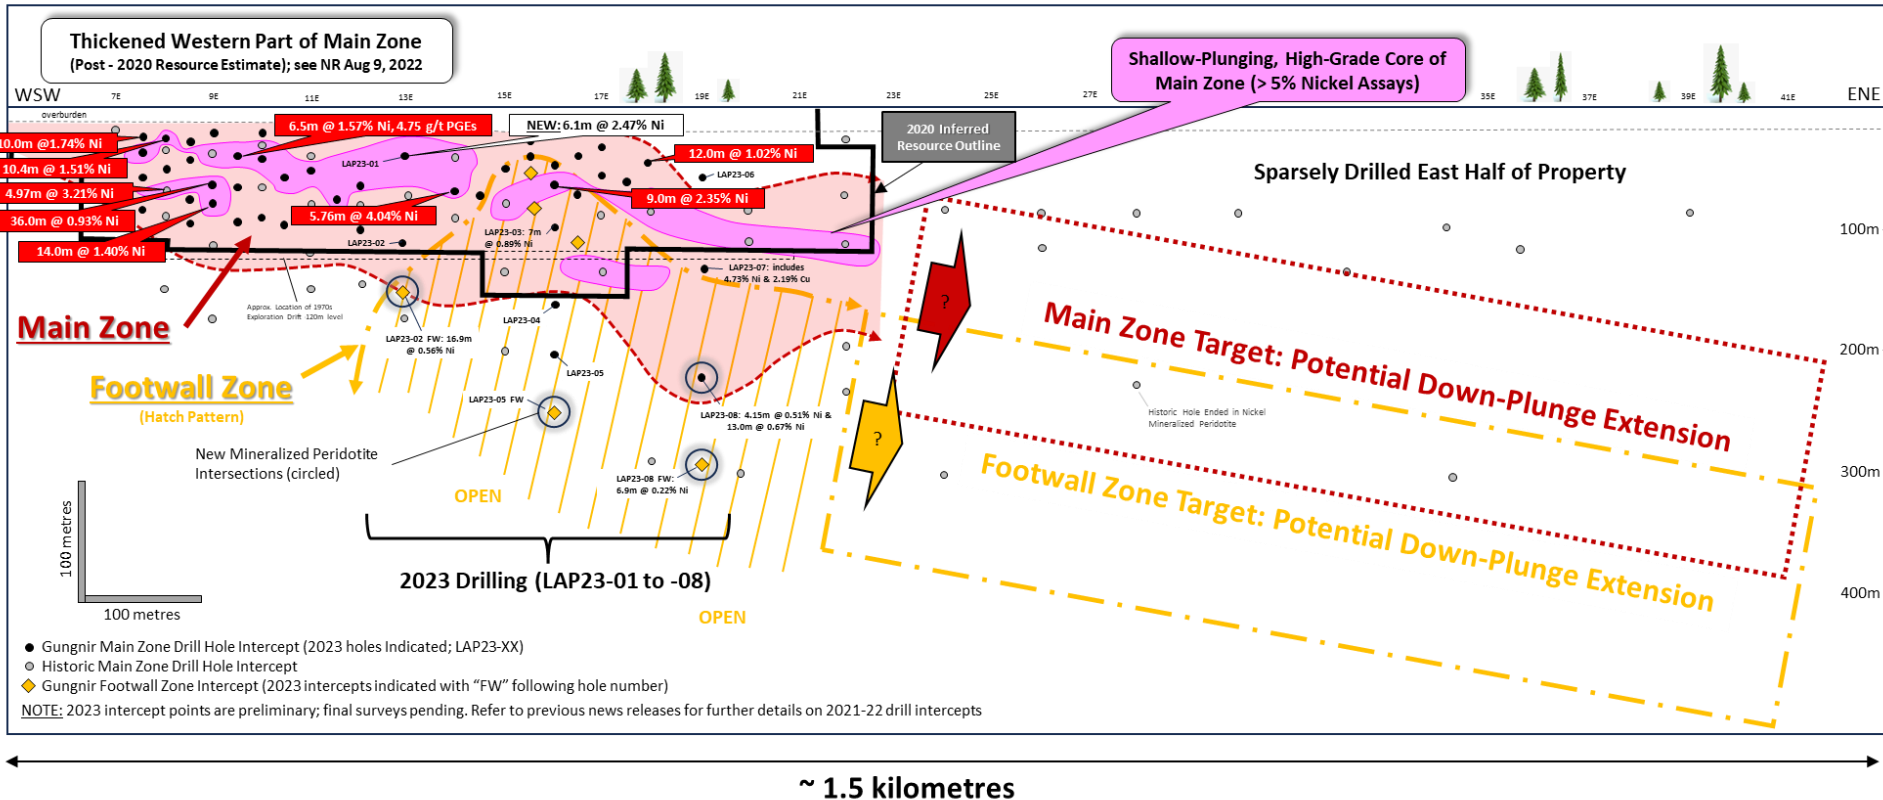 Thickened Western Part of Main Zone
(Post - 2020 Resource Estimate); see NR Aug 9, 2022
Shallow-Plunging, High-Grade Core of
Main Zone (> 5% Nickel Assays)
WSW
7E
9E
11E
13E
15E
17E
19E
21E
23E
25E
27E
35E
37E
39E
41E
ENE
overburden
6.5m @ 1.57% Ni, 4.75 g/t PGEs
NEW: 6.1m @ 2.47% Ni
2020 Inferred
Resource Outline
10.0m @1.74% Ni
12.0m @ 1.02% Ni
LAP23-01
10.4m @ 1.51% Ni
LAP23-06
Sparsely Drilled East Half of Property
4.97m @ 3.21% Ni
9.0m @ 2.35% Ni
36.0m @ 0.93% Ni
5.76m @ 4.04% Ni
100m
LAP23-03: 7m
@ 0.89% Ni
LAP23-02
14.0m @ 1.40% Ni
LAP23-07: includes
4.73% Ni & 2.19% Cu
Approx. Location of 1970s
Exploration Drift -120m level
?
Main Zone
LAP23-04
Main Zone Target: Potential Down-Plunge Extension
200m
LAP23-02 FW: 16.9m
@ 0.56% Ni
LAP23-05
Footwall Zone
(Hatch Pattern)
LAP23-05 FW
LAP23-08: 4.15m @ 0.51% Ni &
13.0m @ 0.67% Ni
Historic Hole Ended in Nickel
Mineralized Peridotite
?
New Mineralized Peridotite
Intersections (circled)
Footwall Zone Target: Potential Down-Plunge Extension
300m
LAP23-08 FW:
6.9m @ 0.22% Ni
OPEN
100 metres
100 metres
2023 Drilling (LAP23-01 to -08)
400m
OPEN
Gungnir Main Zone Drill Hole Intercept (2023 holes Indicated; LAP23-XX)
Historic Main Zone Drill Hole Intercept
Gungnir Footwall Zone Intercept (2023 intercepts indicated with “FW” following hole number)
NOTE: 2023 intercept points are preliminary; final surveys pending. Refer to previous news releases for further details on 2021-22 drill intercepts
~ 1.5 kilometres